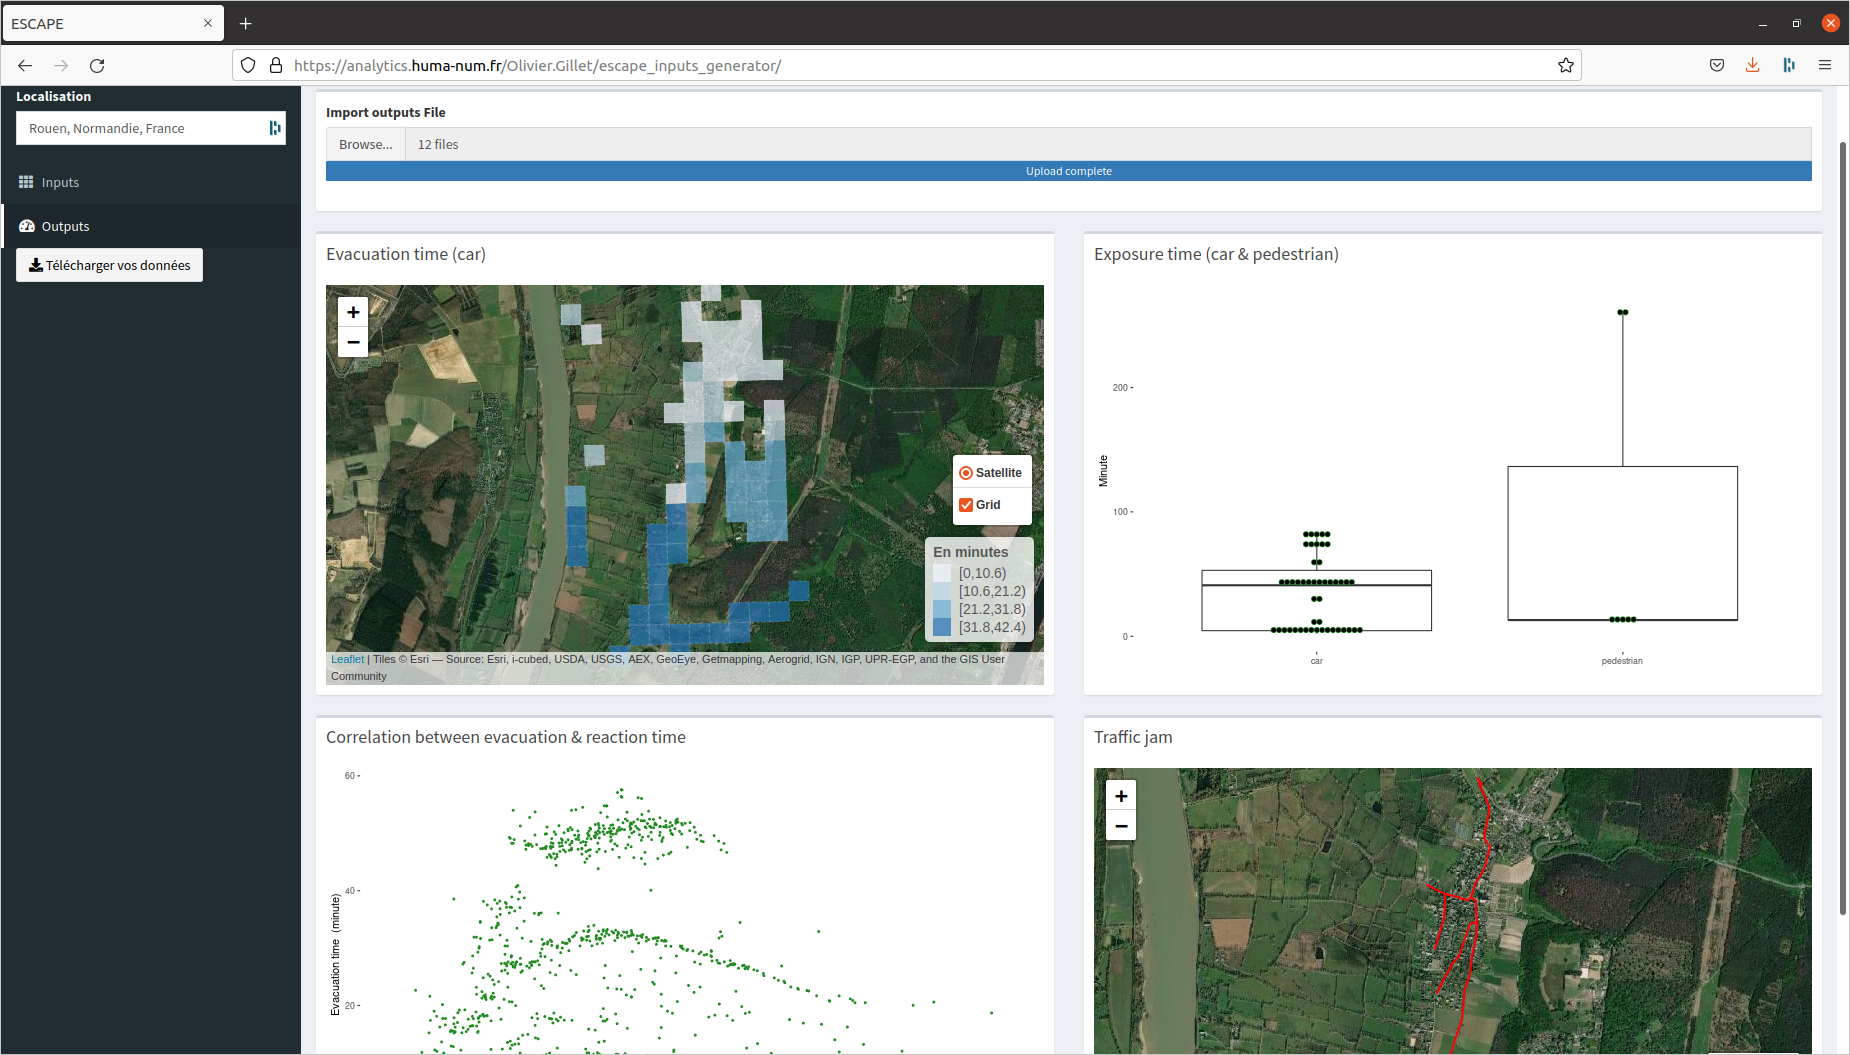 ESCAPE
https://analytics.huma-num.fr/Olivier.Gillet/escape_inputs_generator/
Localisation
Rouen, Normandie, France
Inputs
Outputs
Télécharger vos données
Import outputs File
Browse... 12 files
Upload complete
Evacuation time (car)
+
−
Satellite
Grid
En minutes
[0,10.6)
[10.6,21.2)
[21.2,31.8)
[31.8,42.4)
Leaflet | Tiles © Esri — Source: Esri, i-cubed, USDA, USGS, AEX, GeoEye, Getmapping, Aerogrid, IGN, IGP, UPR-EGP, and the GIS User
Community
Exposure time (car & pedestrian)
Minute
200
100
0
car pedestrian
Correlation between evacuation & reaction time
Evacuation time (minute)
60
40
20
Traffic jam
+
−